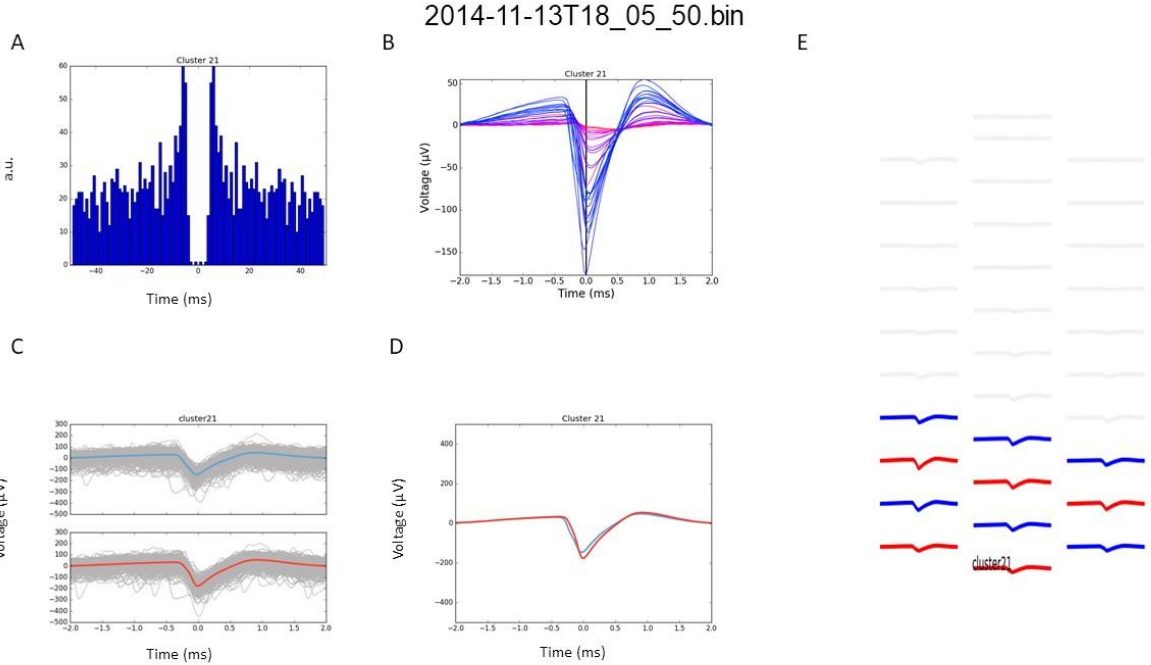 2014-11-13T18_05_50.bin
A
Cluster 21
a.u.
60
50
40
30
20
10
0
−40 −20 0 20 40
Time (ms)
B
Cluster 21
Voltage (μV)
50
0
−50
−100
−150
−2.0 −1.5 −1.0 −0.5 0.0 0.5 1.0 1.5 2.0
Time (ms)
C
cluster21
Voltage (μV)
300
200
100
0
−100
−200
−300
−400
−500
300
200
100
0
−100
−200
−300
−400
−500
−2.0 −1.5 −1.0 −0.5 0.0 0.5 1.0 1.5 2.0
Time (ms)
D
Cluster 21
Voltage (μV)
400
200
0
−200
−400
−2.0 −1.5 −1.0 −0.5 0.0 0.5 1.0 1.5 2.0
Time (ms)
E
cluster21